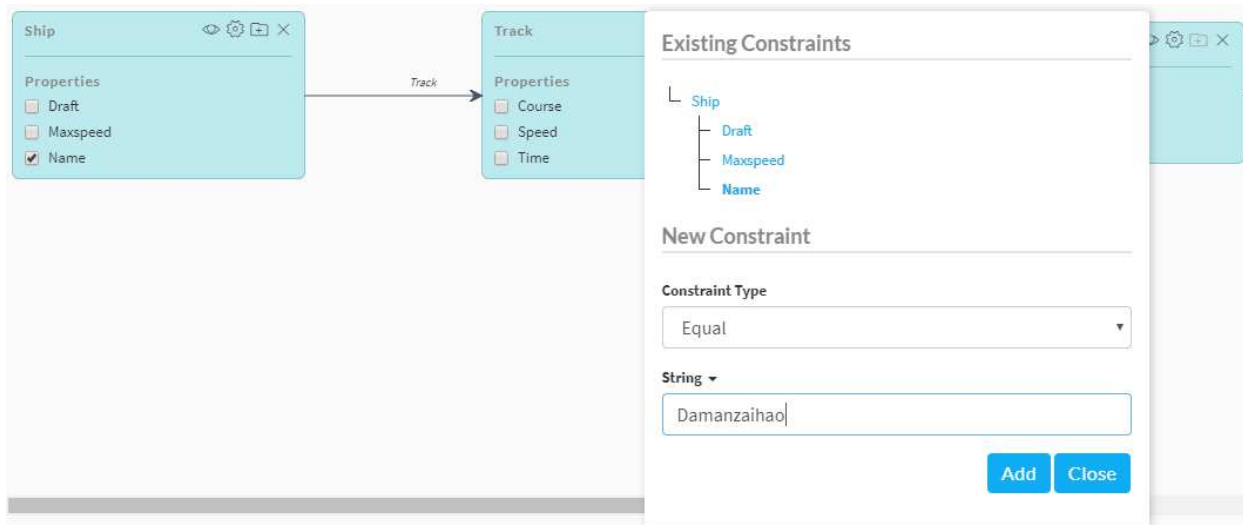 Ship
Properties
Draft
Maxspeed
Name
Track
Track
Properties
Course
Speed
Time
Existing Constraints
Ship
Draft
Maxspeed
Name
New Constraint
Constraint Type
Equal
String
Damanzaihao
Add Close